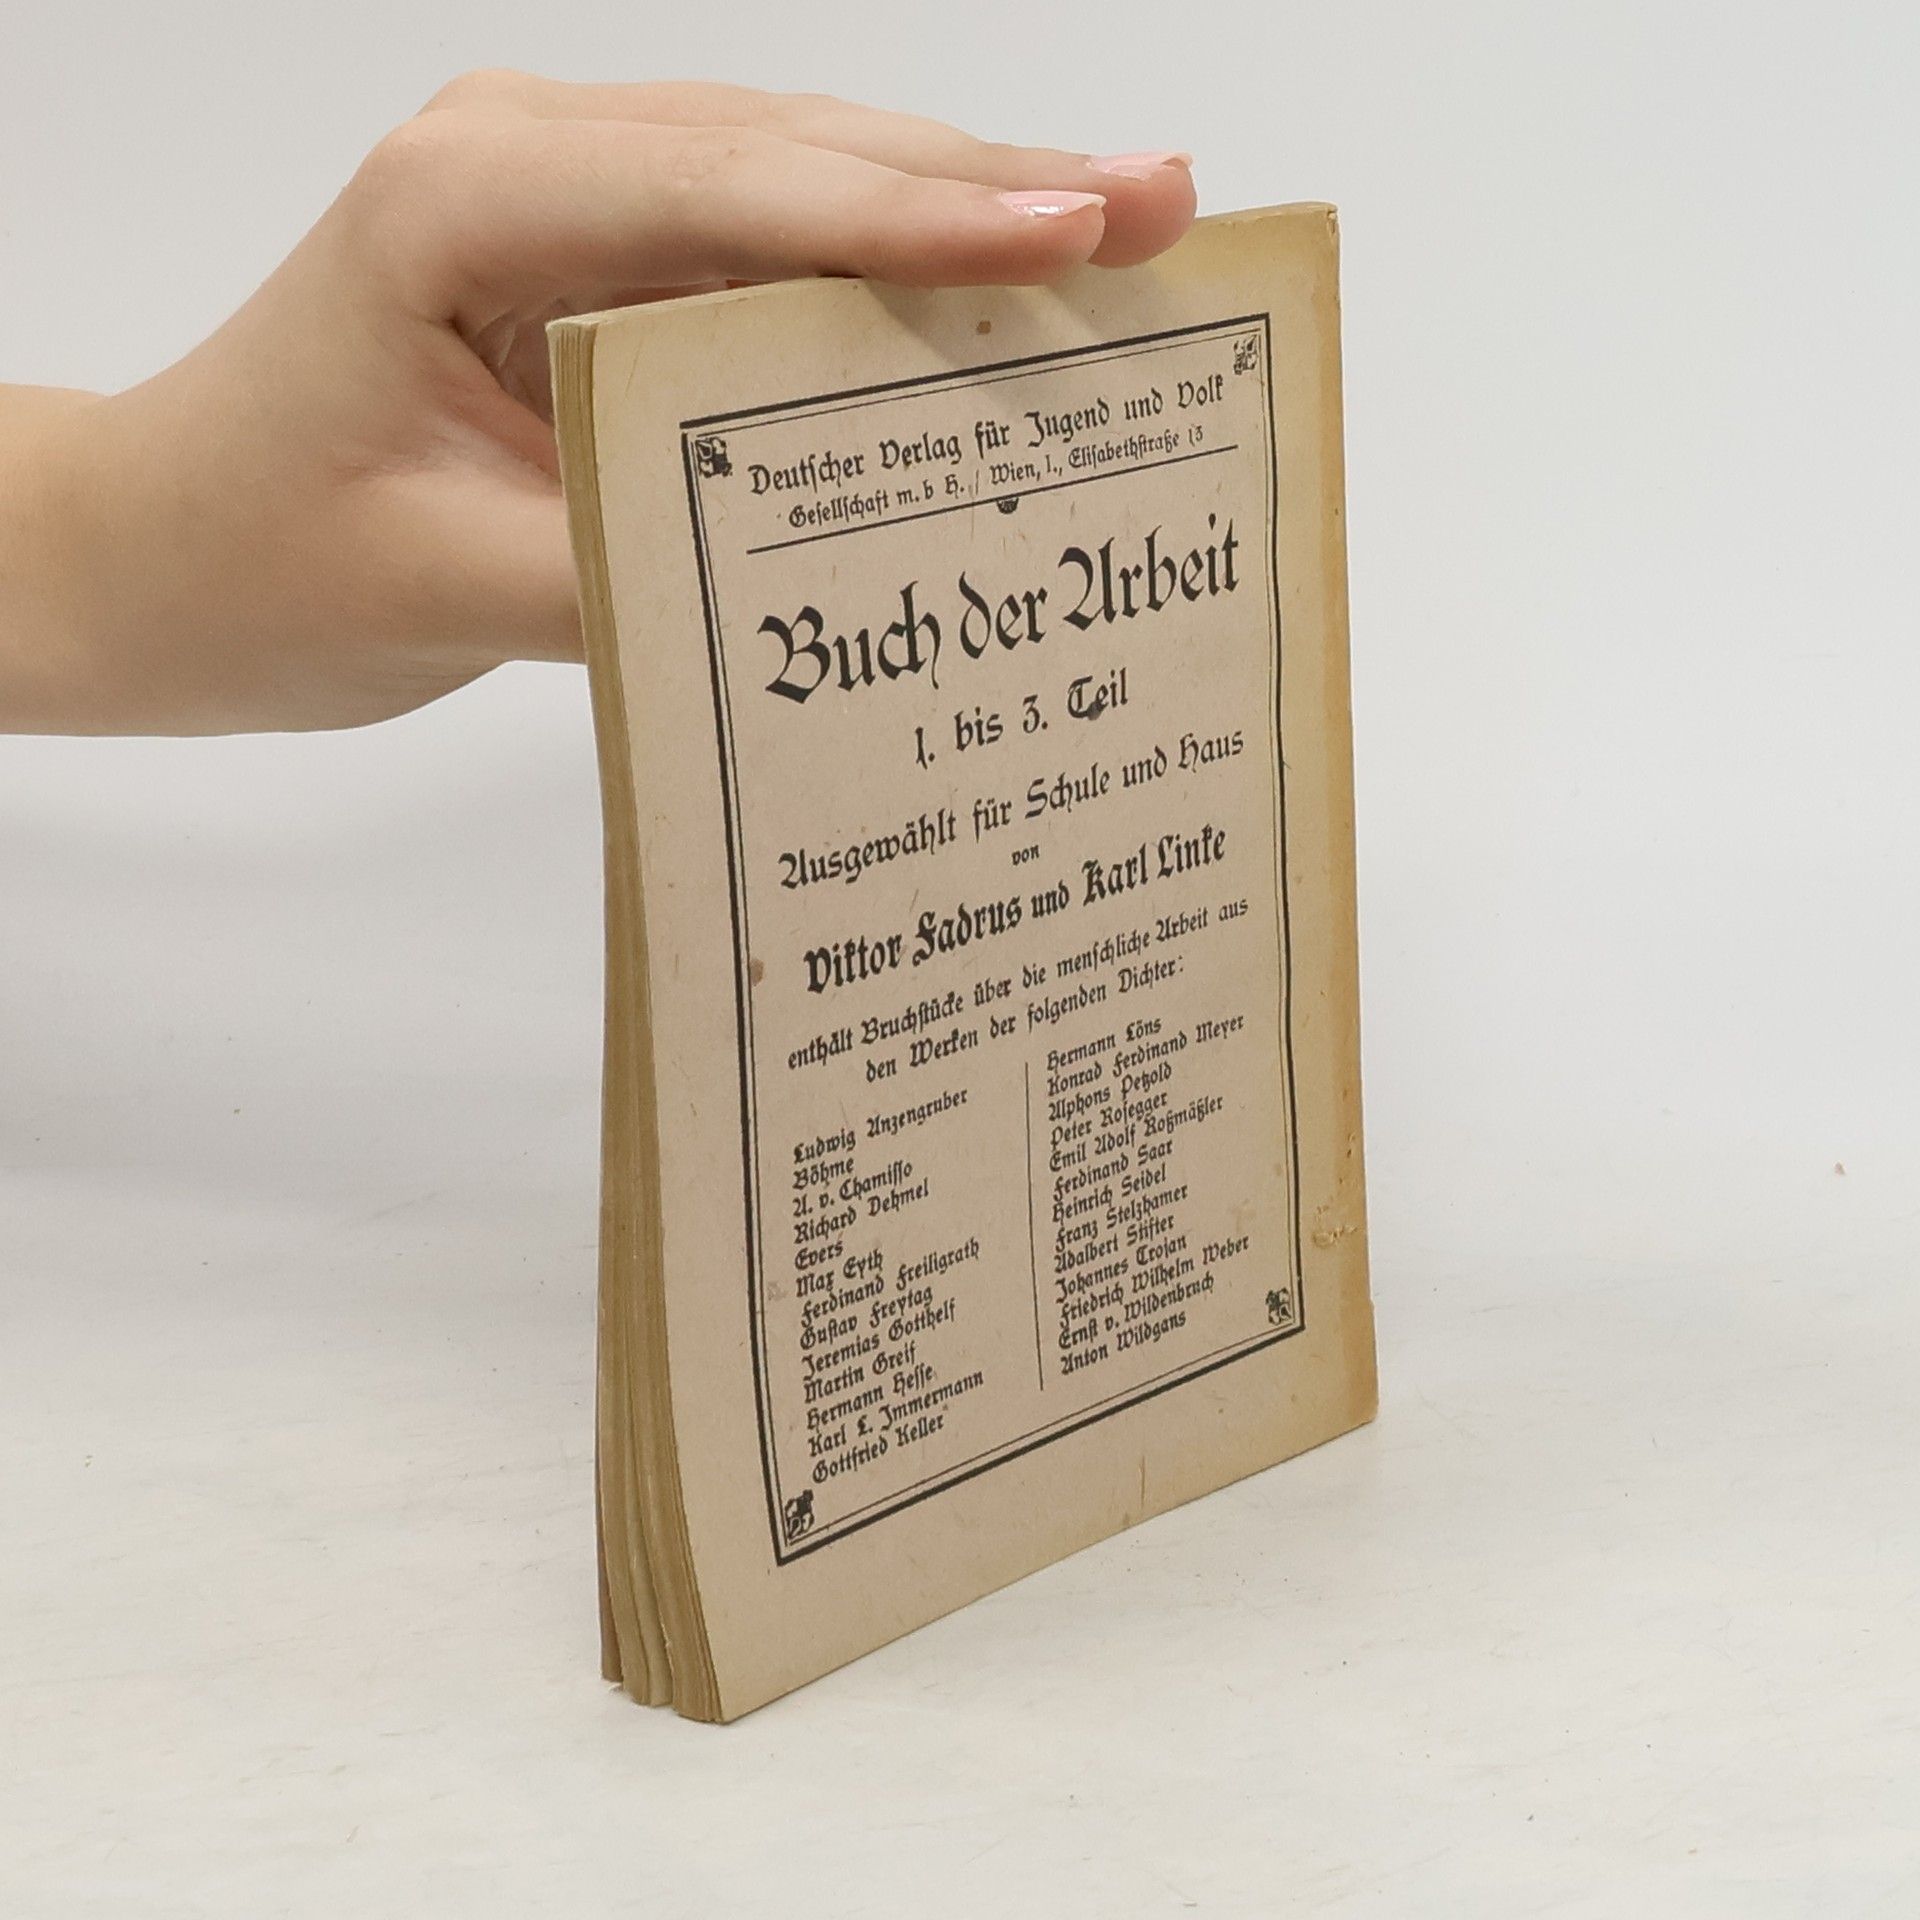 Deutscher Verlag für Jugend und Volk
Gesellschaft m. b H. / Wien, I., Elisabethstraße 13
Buch der Arbeit
1. bis 3. Teil
Ausgewählt für Schule und Haus
von
Viktor Fadrus und Karl Linke
enthält Bruchstücke über die menschliche Arbeit aus
den Werken der folgenden Dichter:
Ludwig Anzengruber
Böhme
A. v. Chamisso
Richard Dehmel
Evers
Max Eyth
Ferdinand Freiligrath
Gustav Freytag
Jeremias Gotthelf
Martin Greif
Hermann Hesse
Karl L. Immermann
Gottfried Keller
Hermann Löns
Konrad Ferdinand Meyer
Alphons Petzold
Peter Rosegger
Emil Adolf Roßmäßler
Ferdinand Saar
Heinrich Seidel
Franz Stelzhamer
Adalbert Stifter
Johannes Trojan
Friedrich Wilhelm Weber
Ernst v. Wildenbruch
Anton Wildgans